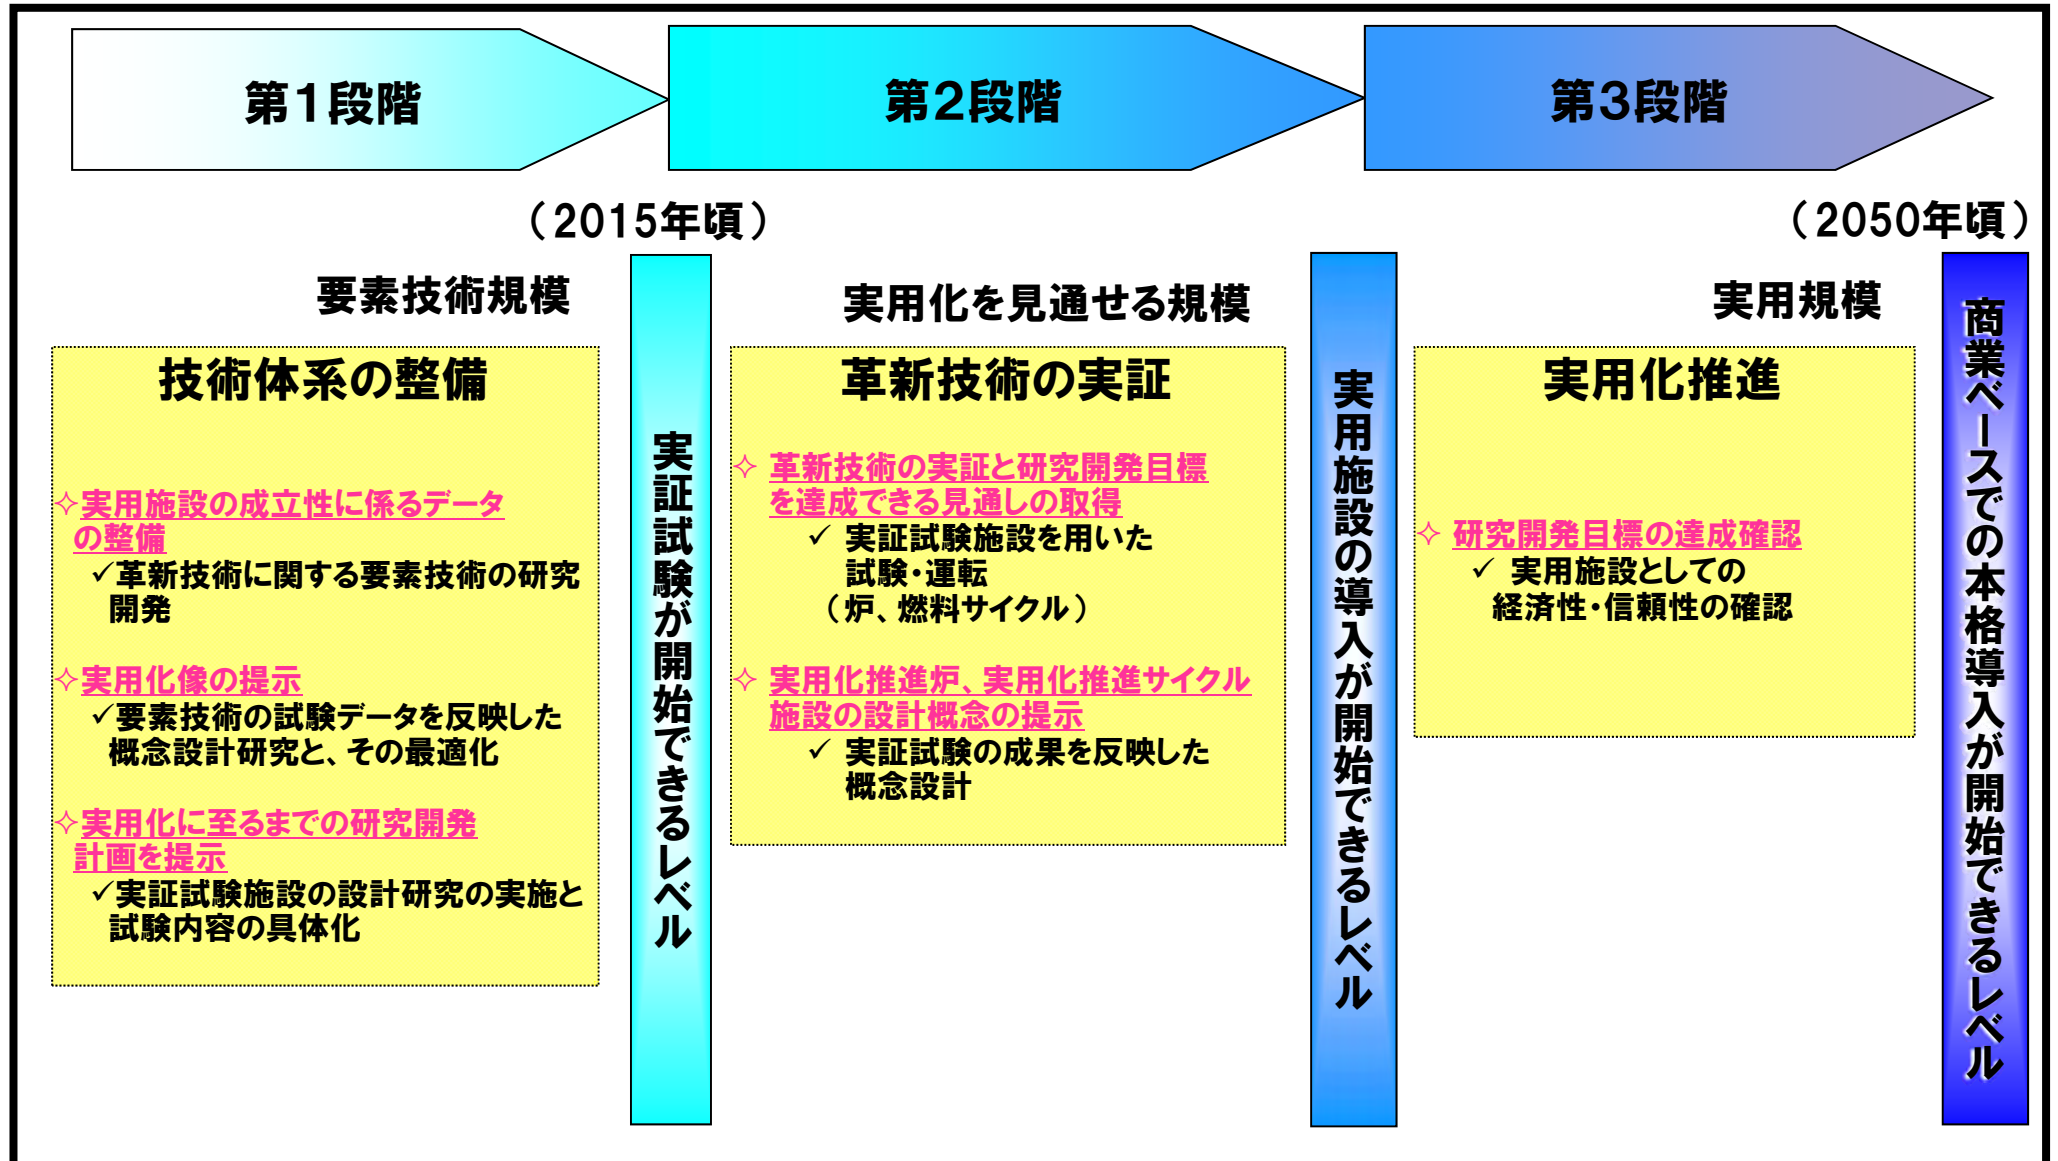 第1段階
第2段階
第3段階
（2015年頃）
（2050年頃）
要素技術規模
技術体系の整備
✧実用施設の成立性に係るデータ
の整備
✓革新技術に関する要素技術の研究
開発
✧実用化像の提示
✓要素技術の試験データを反映した
概念設計研究と、その最適化
✧実用化に至るまでの研究開発
計画を提示
✓実証試験施設の設計研究の実施と
試験内容の具体化
実証試験が開始できるレベル
実用化を見通せる規模
革新技術の実証
✧ 革新技術の実証と研究開発目標
を達成できる見通しの取得
✓ 実証試験施設を用いた
試験・運転
（炉、燃料サイクル）
✧ 実用化推進炉、実用化推進サイクル
施設の設計概念の提示
✓ 実証試験の成果を反映した
概念設計
実用施設の導入が開始できるレベル
実用規模
実用化推進
✧ 研究開発目標の達成確認
✓ 実用施設としての
経済性・信頼性の確認
商業ベースでの本格導入が開始できるレベル